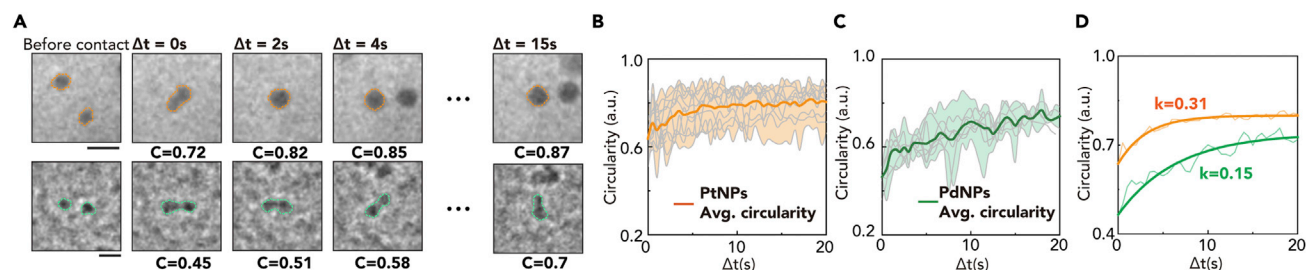 A
Before contact
Δt = 0s
Δt = 2s
Δt = 4s
Δt = 15s
...
C=0.72
C=0.82
C=0.85
C=0.87
...
C=0.45
C=0.51
C=0.58
C=0.7
B
Circularity (a.u.)
1.0
0.6
0.2
PtNPs
Avg. circularity
0
10
20
Δt(s)
C
Circularity (a.u.)
1.0
0.6
0.2
PdNPs
Avg. circularity
0
10
20
Δt(s)
D
Circularity (a.u.)
1.0
0.7
0.4
k=0.31
k=0.15
0
10
20
Δt(s)